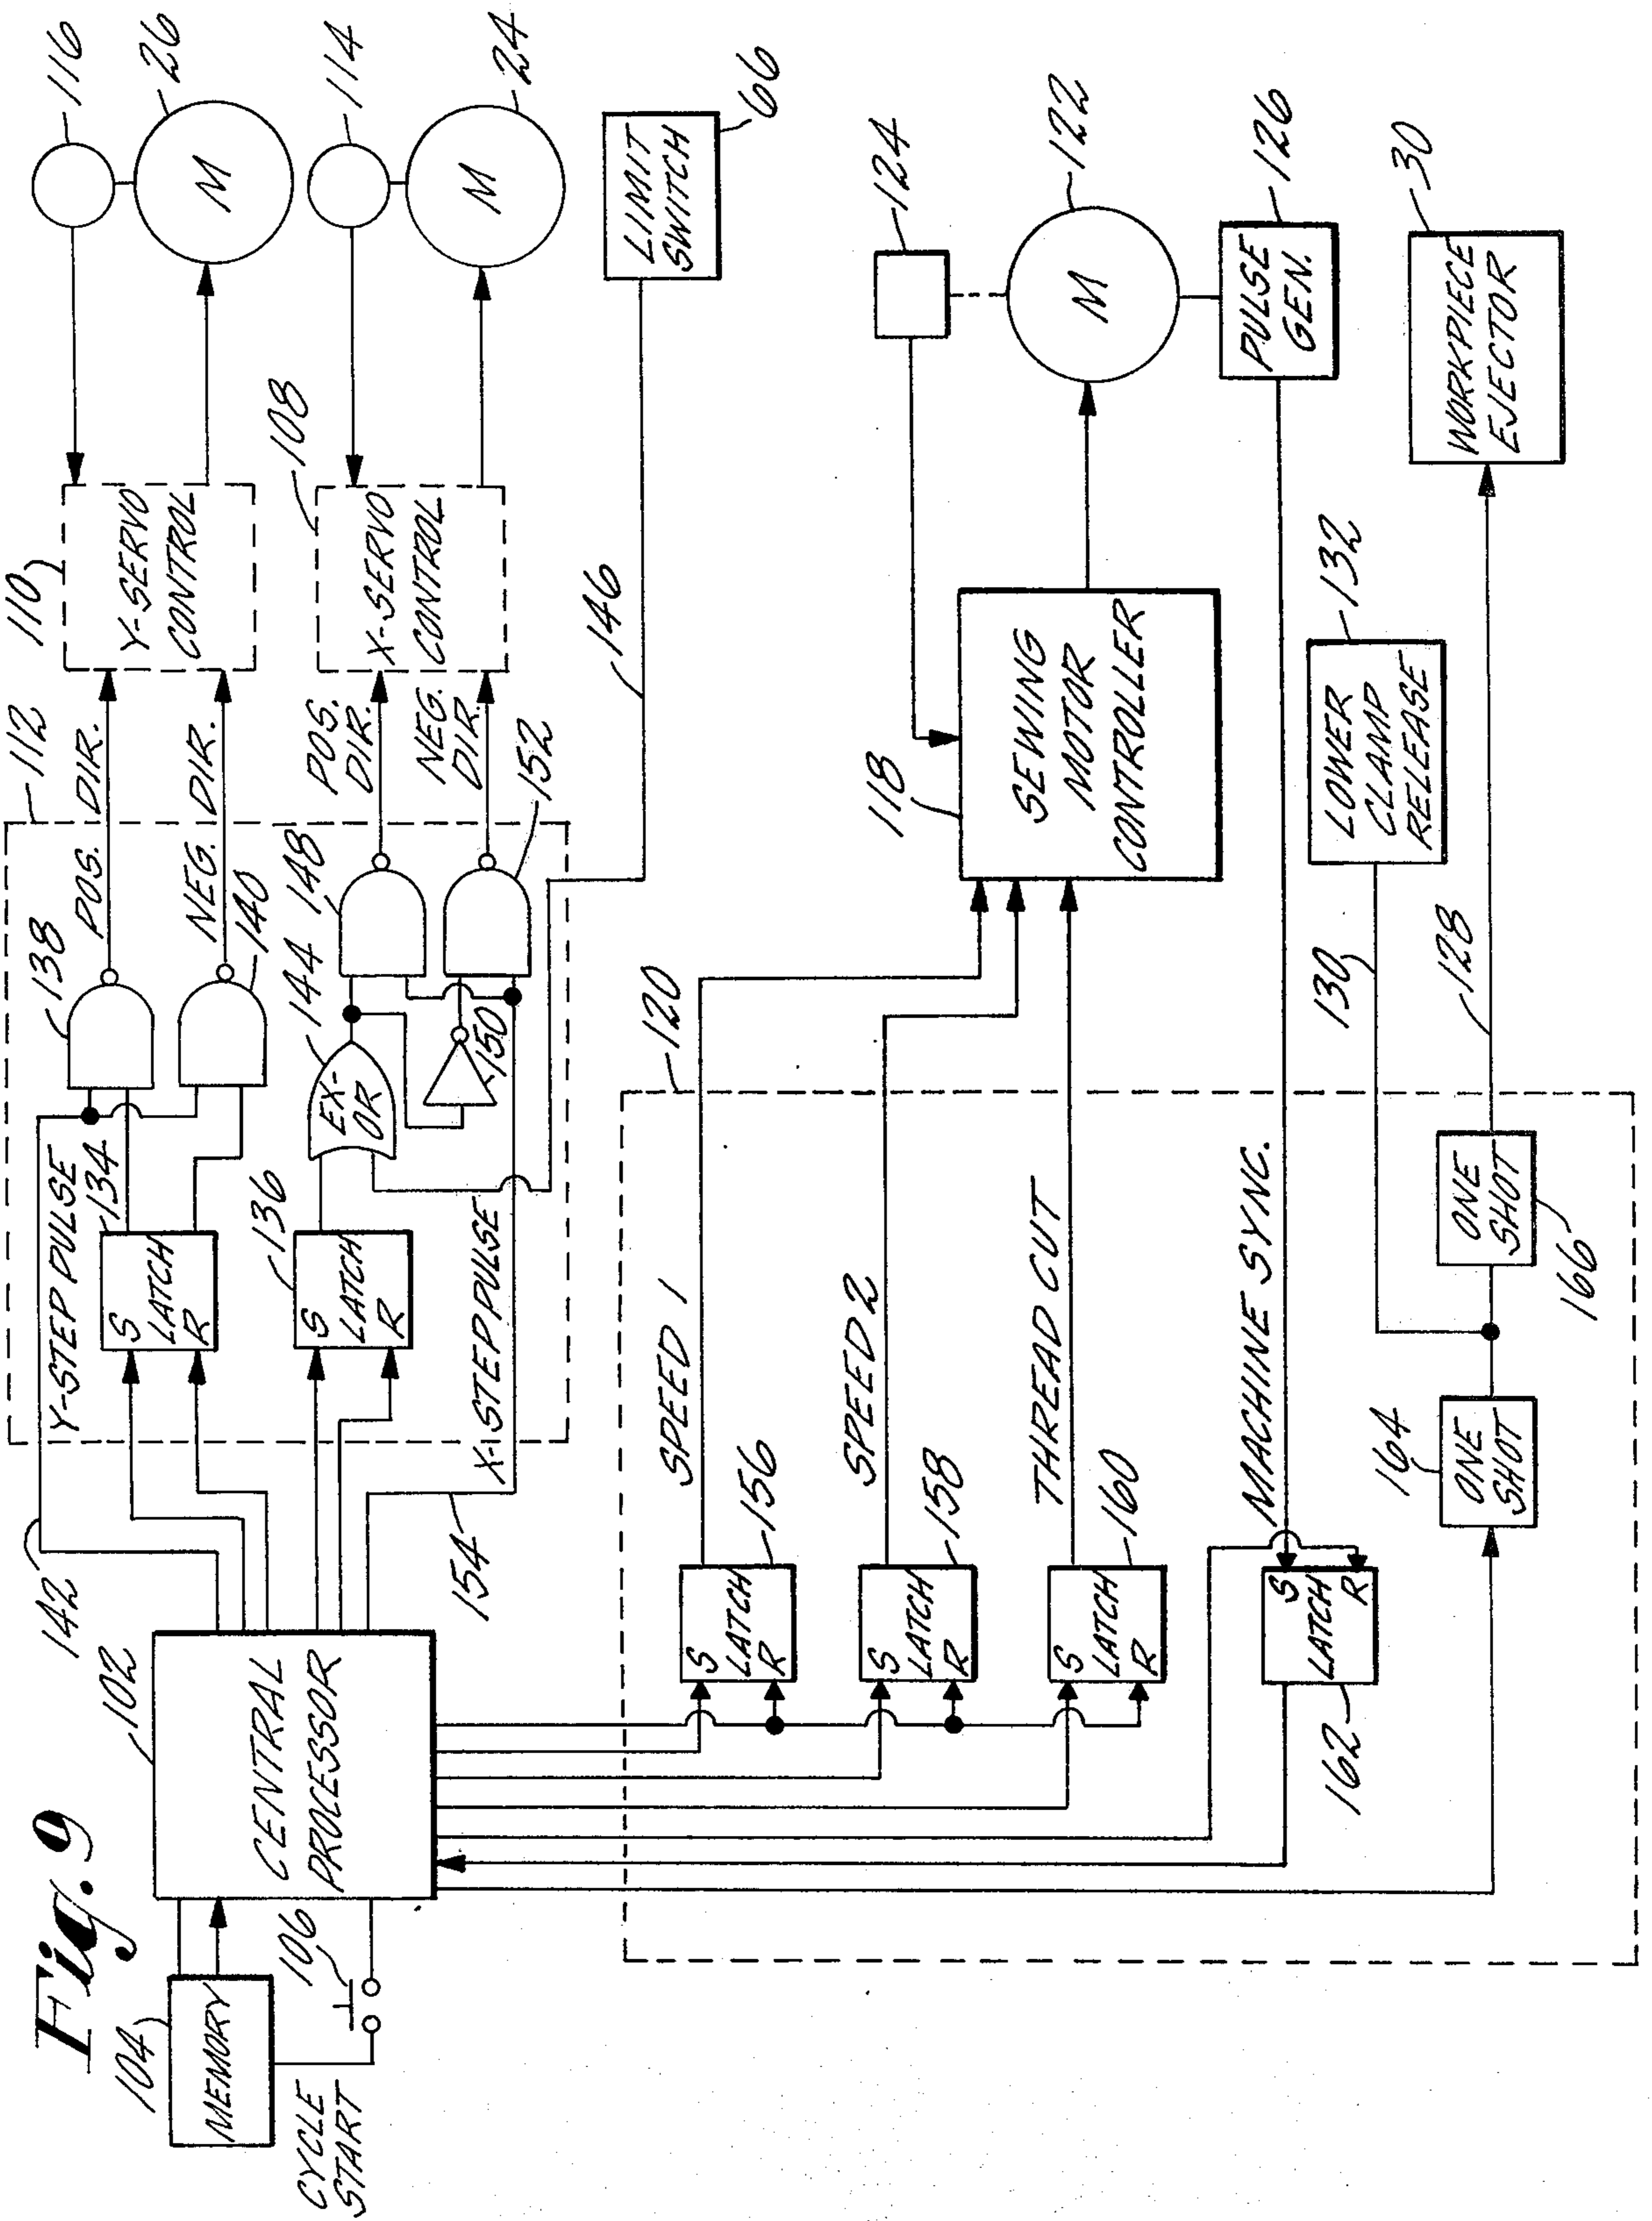 Fig. 9
104
MEMORY
CYCLE
START
106
102
CENTRAL
PROCESSOR
142
154
Y-STEP PULSE
134
S
LATCH
R
136
S
LATCH
R
X-STEP PULSE
138
140
144
EX-
OR
148
150
152
112
POS. DIR.
NEG. DIR.
POS.
DIR.
NEG.
DIR.
110
Y-SERVO
CONTROL
108
X-SERVO
CONTROL
116
26
M
114
24
M
146
LIMIT
SWITCH
66
120
SPEED 1
156
S
LATCH
R
SPEED 2
158
S
LATCH
R
THREAD CUT
160
S
LATCH
R
MACHINE SYNC.
162
S
LATCH
R
118
SEWING
MOTOR
CONTROLLER
124
M
122
PULSE
GEN.
126
164
ONE
SHOT
166
ONE
SHOT
130
128
LOWER
CLAMP
RELEASE
132
WORKPIECE
EJECTOR
30